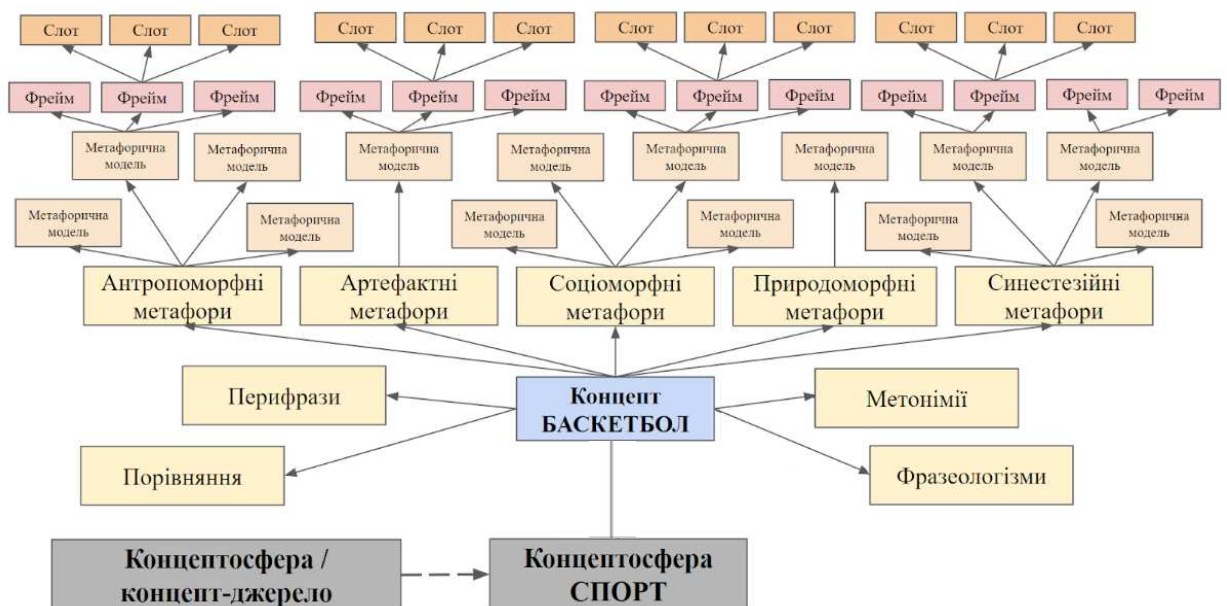 Слот Слот Слот Слот Слот Слот Слот Слот Слот Слот Слот Слот
Фрейм Фрейм Фрейм Фрейм Фрейм Фрейм Фрейм Фрейм Фрейм Фрейм Фрейм Фрейм Фрейм
Метафорична Метафорична Метафорична Метафорична Метафорична Метафорична Метафорична Метафорична
модель модель модель модель модель модель модель модель
Метафорична Метафорична Метафорична Метафорична Метафорична Метафорична
модель модель модель модель модель модель
Антропоморфні Артефактні Соціоморфні Природоморфні Синестезійні
метафори метафори метафори метафори метафори
Перифрази Концепт Метонімії
БАСКЕТБОЛ
Порівняння Фразеологізми
Концептосфера / Концептосфера
концепт-джерело СПОРТ